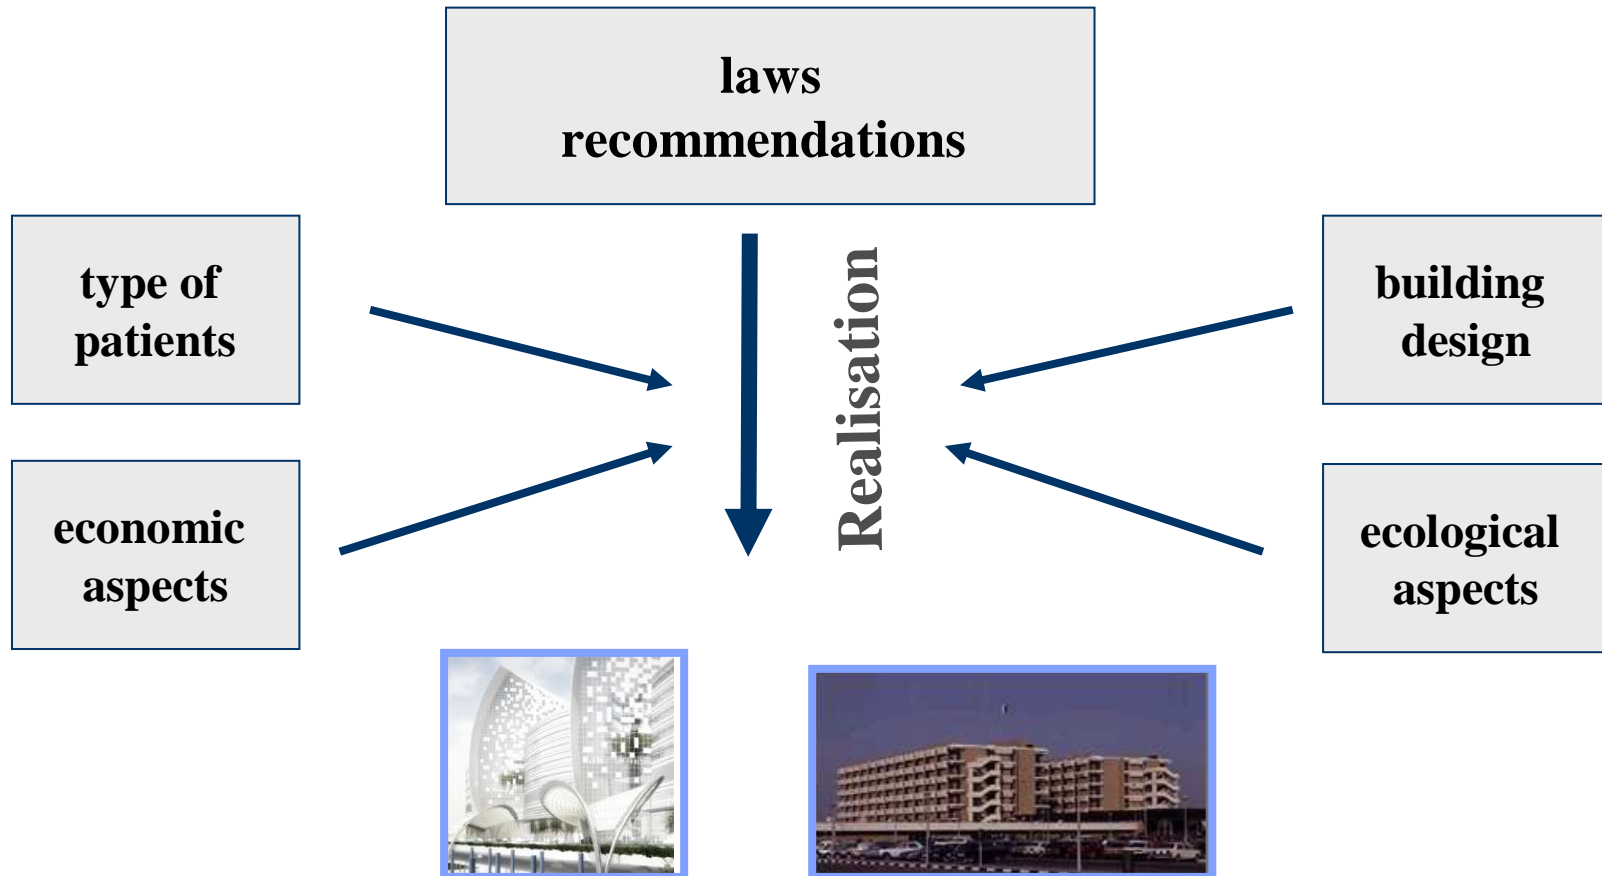 laws
recommendations
type of
patients
building
design
Realisation
economic
aspects
ecological
aspects